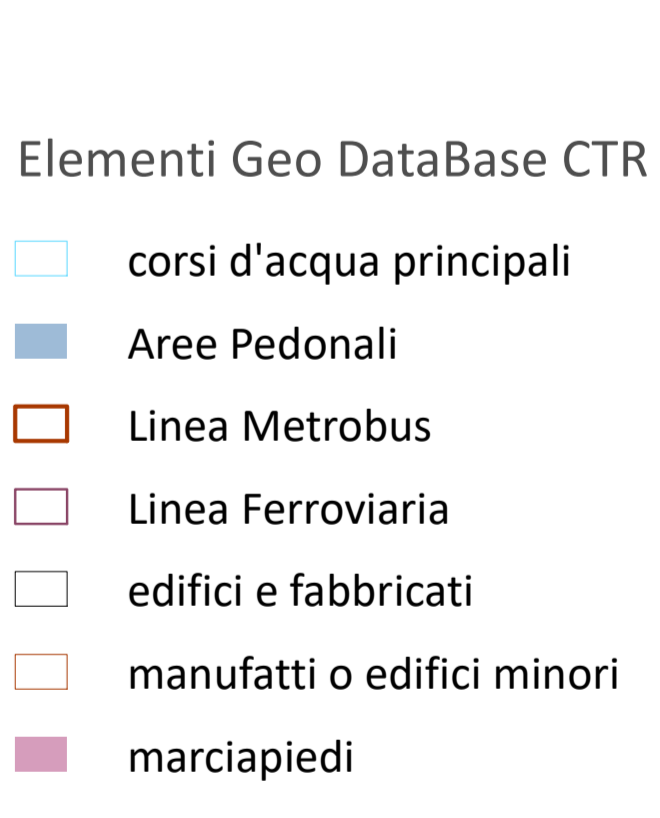 Elementi Geo DataBase CTR
corsi d'acqua principali
Aree Pedonali
Linea Metrobus
Linea Ferroviaria
edifici e fabbricati
manufatti o edifici minori
marciapiedi